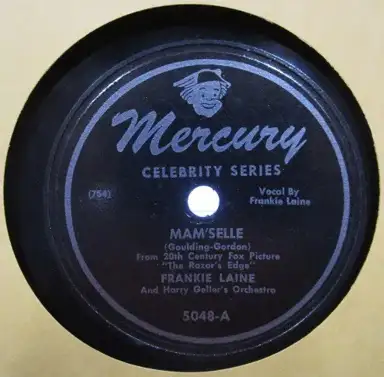 Mercury
CELEBRITY SERIES
(754)
Vocal By
Frankie Laine
MAM'SELLE
(Goulding-Gordon)
From 20th Century Fox Picture
"The Razor's Edge"
FRANKIE LAINE
And Harry Geller's Orchestra
5048-A